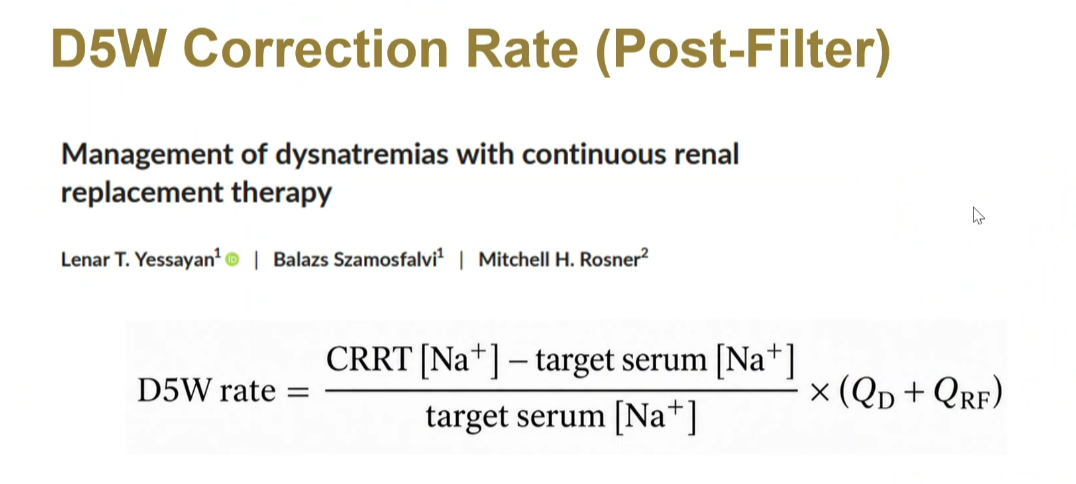 D5W Correction Rate (Post-Filter)
Management of dysnatremias with continuous renal
replacement therapy
Lenar T. Yessayan¹ iD | Balazs Szamosfalvi¹ | Mitchell H. Rosner²
D5W rate = (CRRT [Na⁺] – target serum [Na⁺]) / (target serum [Na⁺]) × (Q_D + Q_RF)